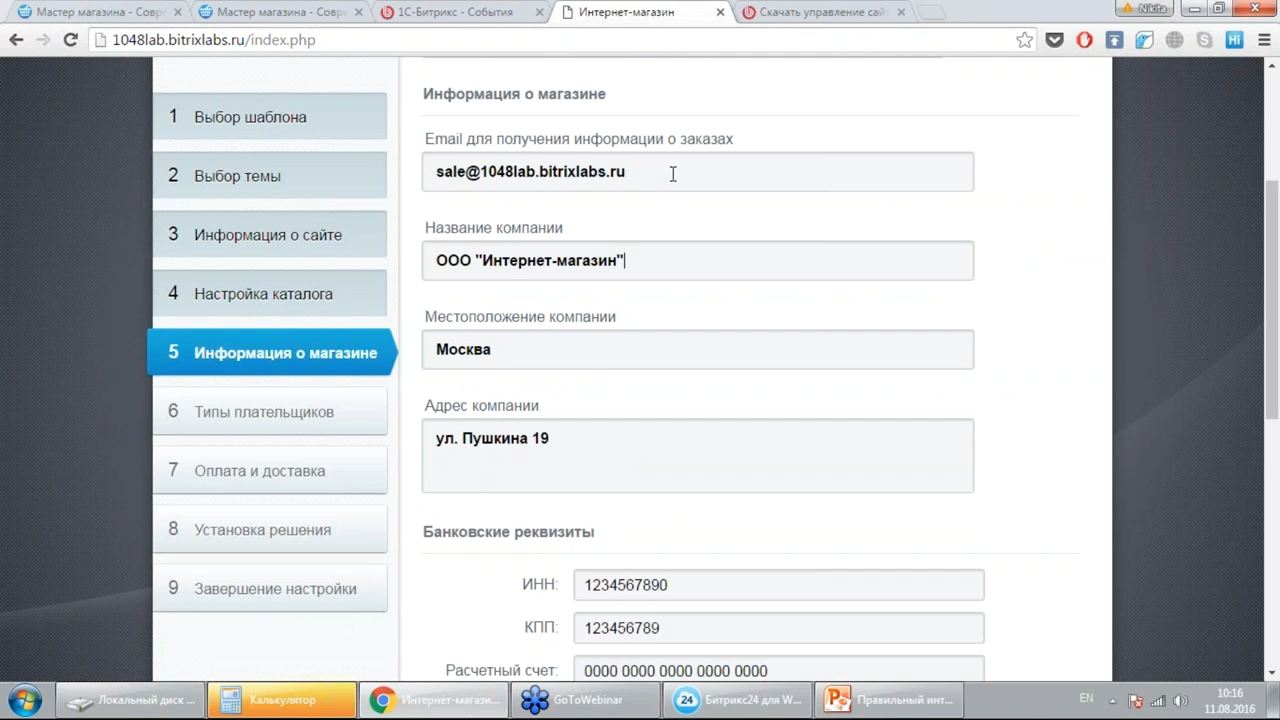 Мастер магазина - Совр
Мастер магазина - Совр
1С-Битрикс - События
Интернет-магазин
Скачать управление сай
Nikita
1048lab.bitrixlabs.ru/index.php
Hi
1 Выбор шаблона
2 Выбор темы
3 Информация о сайте
4 Настройка каталога
5 Информация о магазине
6 Типы плательщиков
7 Оплата и доставка
8 Установка решения
9 Завершение настройки
Информация о магазине
Email для получения информации о заказах
sale@1048lab.bitrixlabs.ru
Название компании
ООО "Интернет-магазин"
Местоположение компании
Москва
Адрес компании
ул. Пушкина 19
Банковские реквизиты
ИНН: 1234567890
КПП: 123456789
Расчетный счет: 0000 0000 0000 0000 0000
Локальный диск ...
Калькулятор
Интернет-магази...
GoToWebinar
24 Битрикс24 для W...
Правильный инт...
EN
10:16
11.08.2016